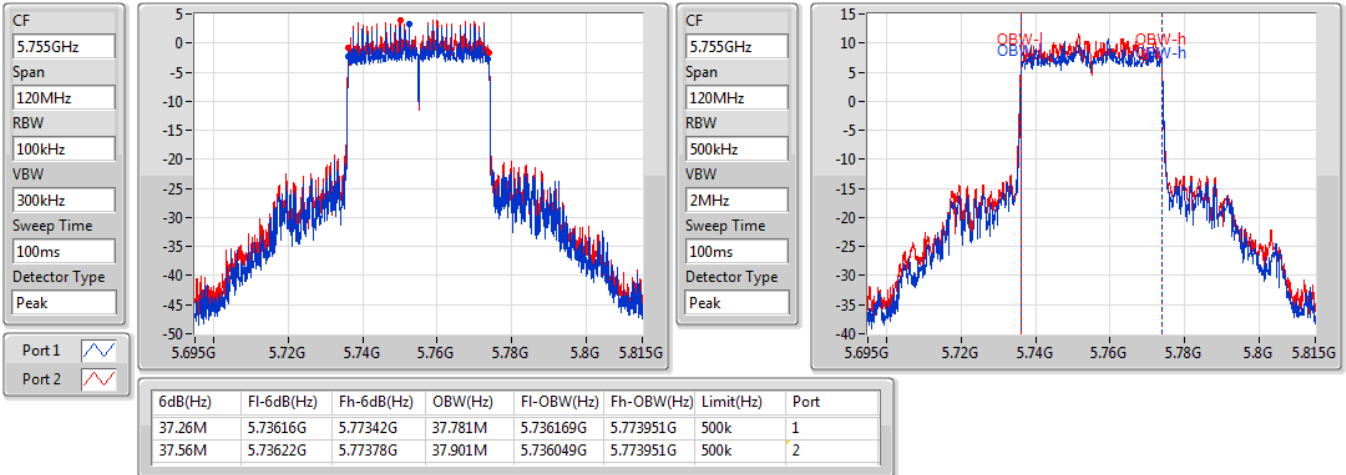 CF
5.755GHz
Span
120MHz
RBW
100kHz
VBW
300kHz
Sweep Time
100ms
Detector Type
Peak
Port 1
Port 2
5
0
-5
-10
-15
-20
-25
-30
-35
-40
-45
-50
5.695G 5.72G 5.74G 5.76G 5.78G 5.8G 5.815G
CF
5.755GHz
Span
120MHz
RBW
500kHz
VBW
2MHz
Sweep Time
100ms
Detector Type
Peak
15
10
5
0
-5
-10
-15
-20
-25
-30
-35
-40
OBW-l OBW-h
5.695G 5.72G 5.74G 5.76G 5.78G 5.8G 5.815G
6dB(Hz) Fl-6dB(Hz) Fh-6dB(Hz) OBW(Hz) Fl-OBW(Hz) Fh-OBW(Hz) Limit(Hz) Port
37.26M 5.73616G 5.77342G 37.781M 5.736169G 5.773951G 500k 1
37.56M 5.73622G 5.77378G 37.901M 5.736049G 5.773951G 500k 2